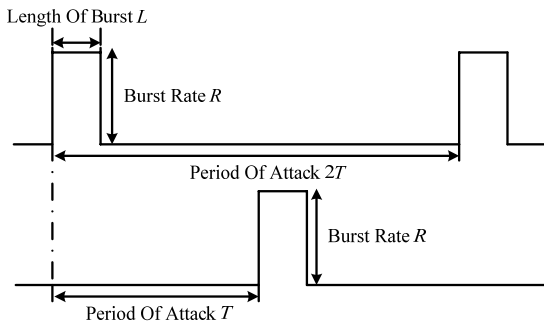 Length Of Burst L
Burst Rate R
Period Of Attack 2T
Burst Rate R
Period Of Attack T